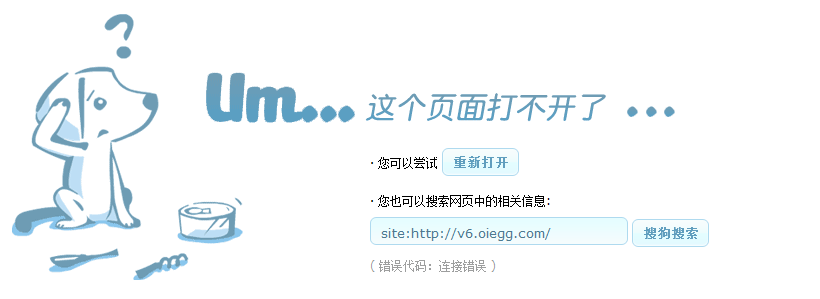 ?
Um... 这个页面打不开了 ...
· 您可以尝试 重新打开
· 您也可以搜索网页中的相关信息：
site:http://v6.oiegg.com/ 搜狗搜索
( 错误代码：连接错误 )